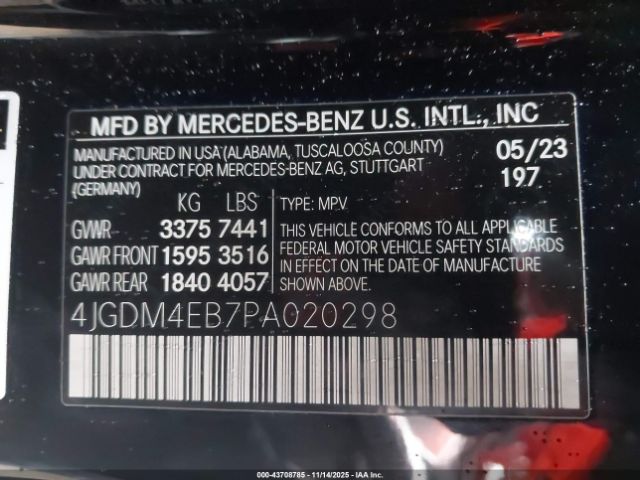 MFD BY MERCEDES-BENZ U.S. INTL., INC
MANUFACTURED IN USA (ALABAMA, TUSCALOOSA COUNTY)
UNDER CONTRACT FOR MERCEDES-BENZ AG, STUTTGART
(GERMANY)
05/23
197
KG LBS
GVWR 3375 7441
GAWR FRONT 1595 3516
GAWR REAR 1840 4057
TYPE: MPV
THIS VEHICLE CONFORMS TO ALL APPLICABLE
FEDERAL MOTOR VEHICLE SAFETY STANDARDS
IN EFFECT ON THE DATE OF MANUFACTURE
SHOWN ABOVE.
4JGDM4EB7PA020298
000-43708785 • 11/14/2025 • IAA Inc.